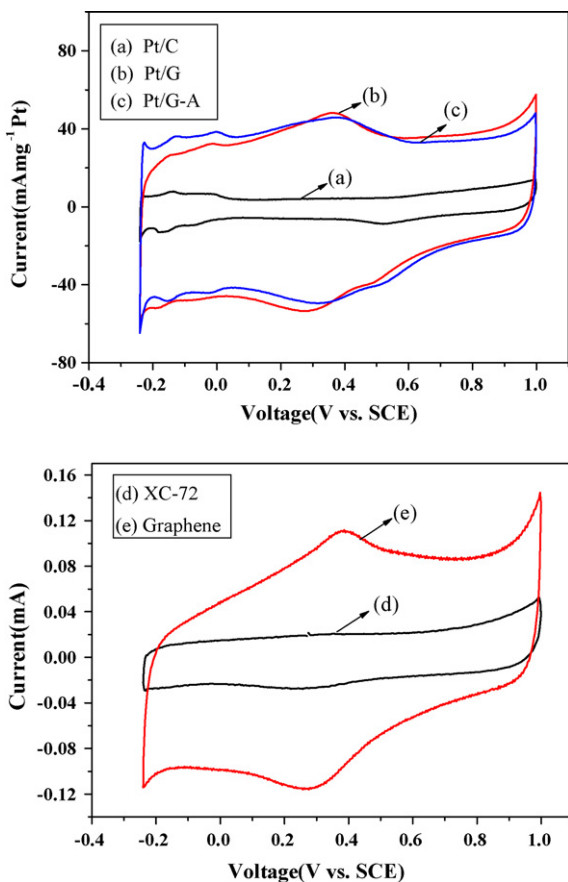 80
40
0
-40
-80
Current(mAmg⁻¹ Pt)
(a) Pt/C
(b) Pt/G
(c) Pt/G-A
(b)
(c)
(a)
-0.4 -0.2 0.0 0.2 0.4 0.6 0.8 1.0
Voltage(V vs. SCE)
0.16
0.12
0.08
0.04
0.00
-0.04
-0.08
-0.12
Current(mA)
(d) XC-72
(e) Graphene
(e)
(d)
-0.4 -0.2 0.0 0.2 0.4 0.6 0.8 1.0
Voltage(V vs. SCE)